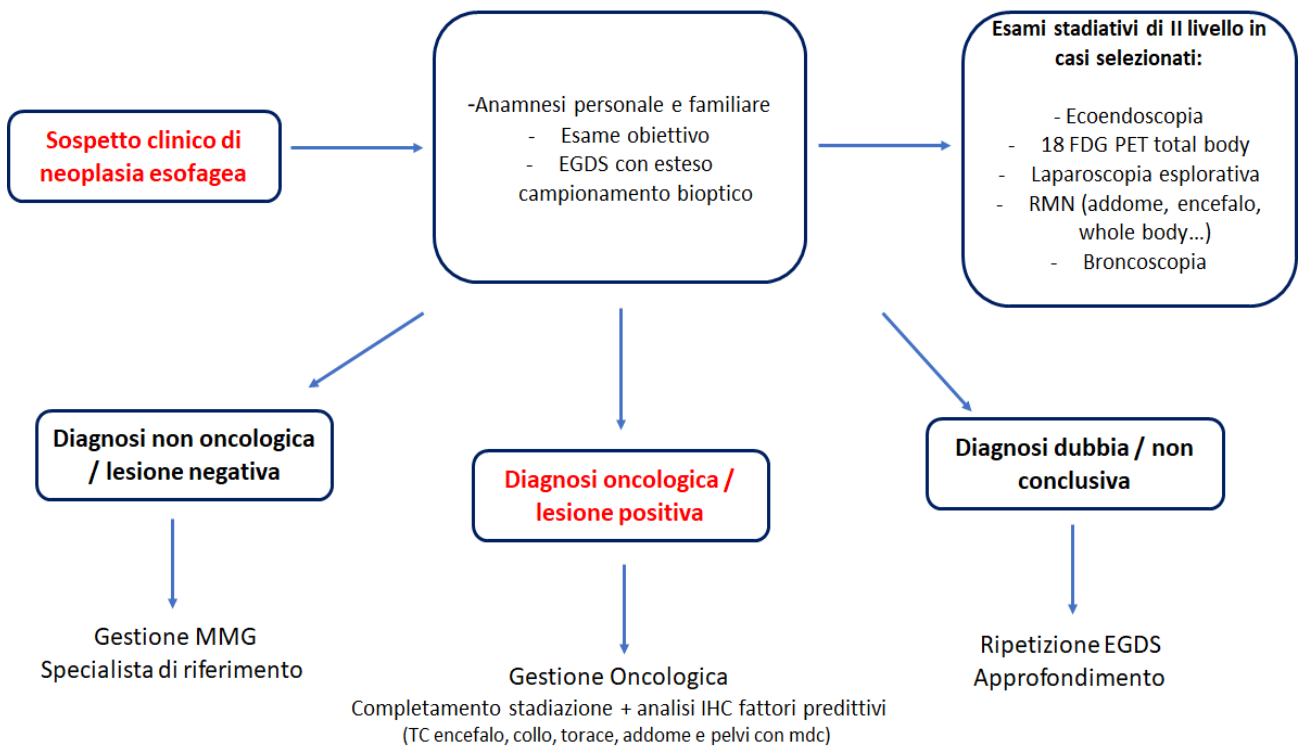 Sospetto clinico di
neoplasia esofagea
-Anamnesi personale e familiare
- Esame obiettivo
- EGDS con esteso
campionamento bioptico
Esami stadiativi di II livello in
casi selezionati:
- Ecoendoscopia
- 18 FDG PET total body
- Laparoscopia esplorativa
- RMN (addome, encefalo,
whole body...)
- Broncoscopia
Diagnosi non oncologica
/ lesione negativa
Diagnosi oncologica /
lesione positiva
Diagnosi dubbia / non
conclusiva
Gestione MMG
Specialista di riferimento
Gestione Oncologica
Completamento stadiazione + analisi IHC fattori predittivi
(TC encefalo, collo, torace, addome e pelvi con mdc)
Ripetizione EGDS
Approfondimento